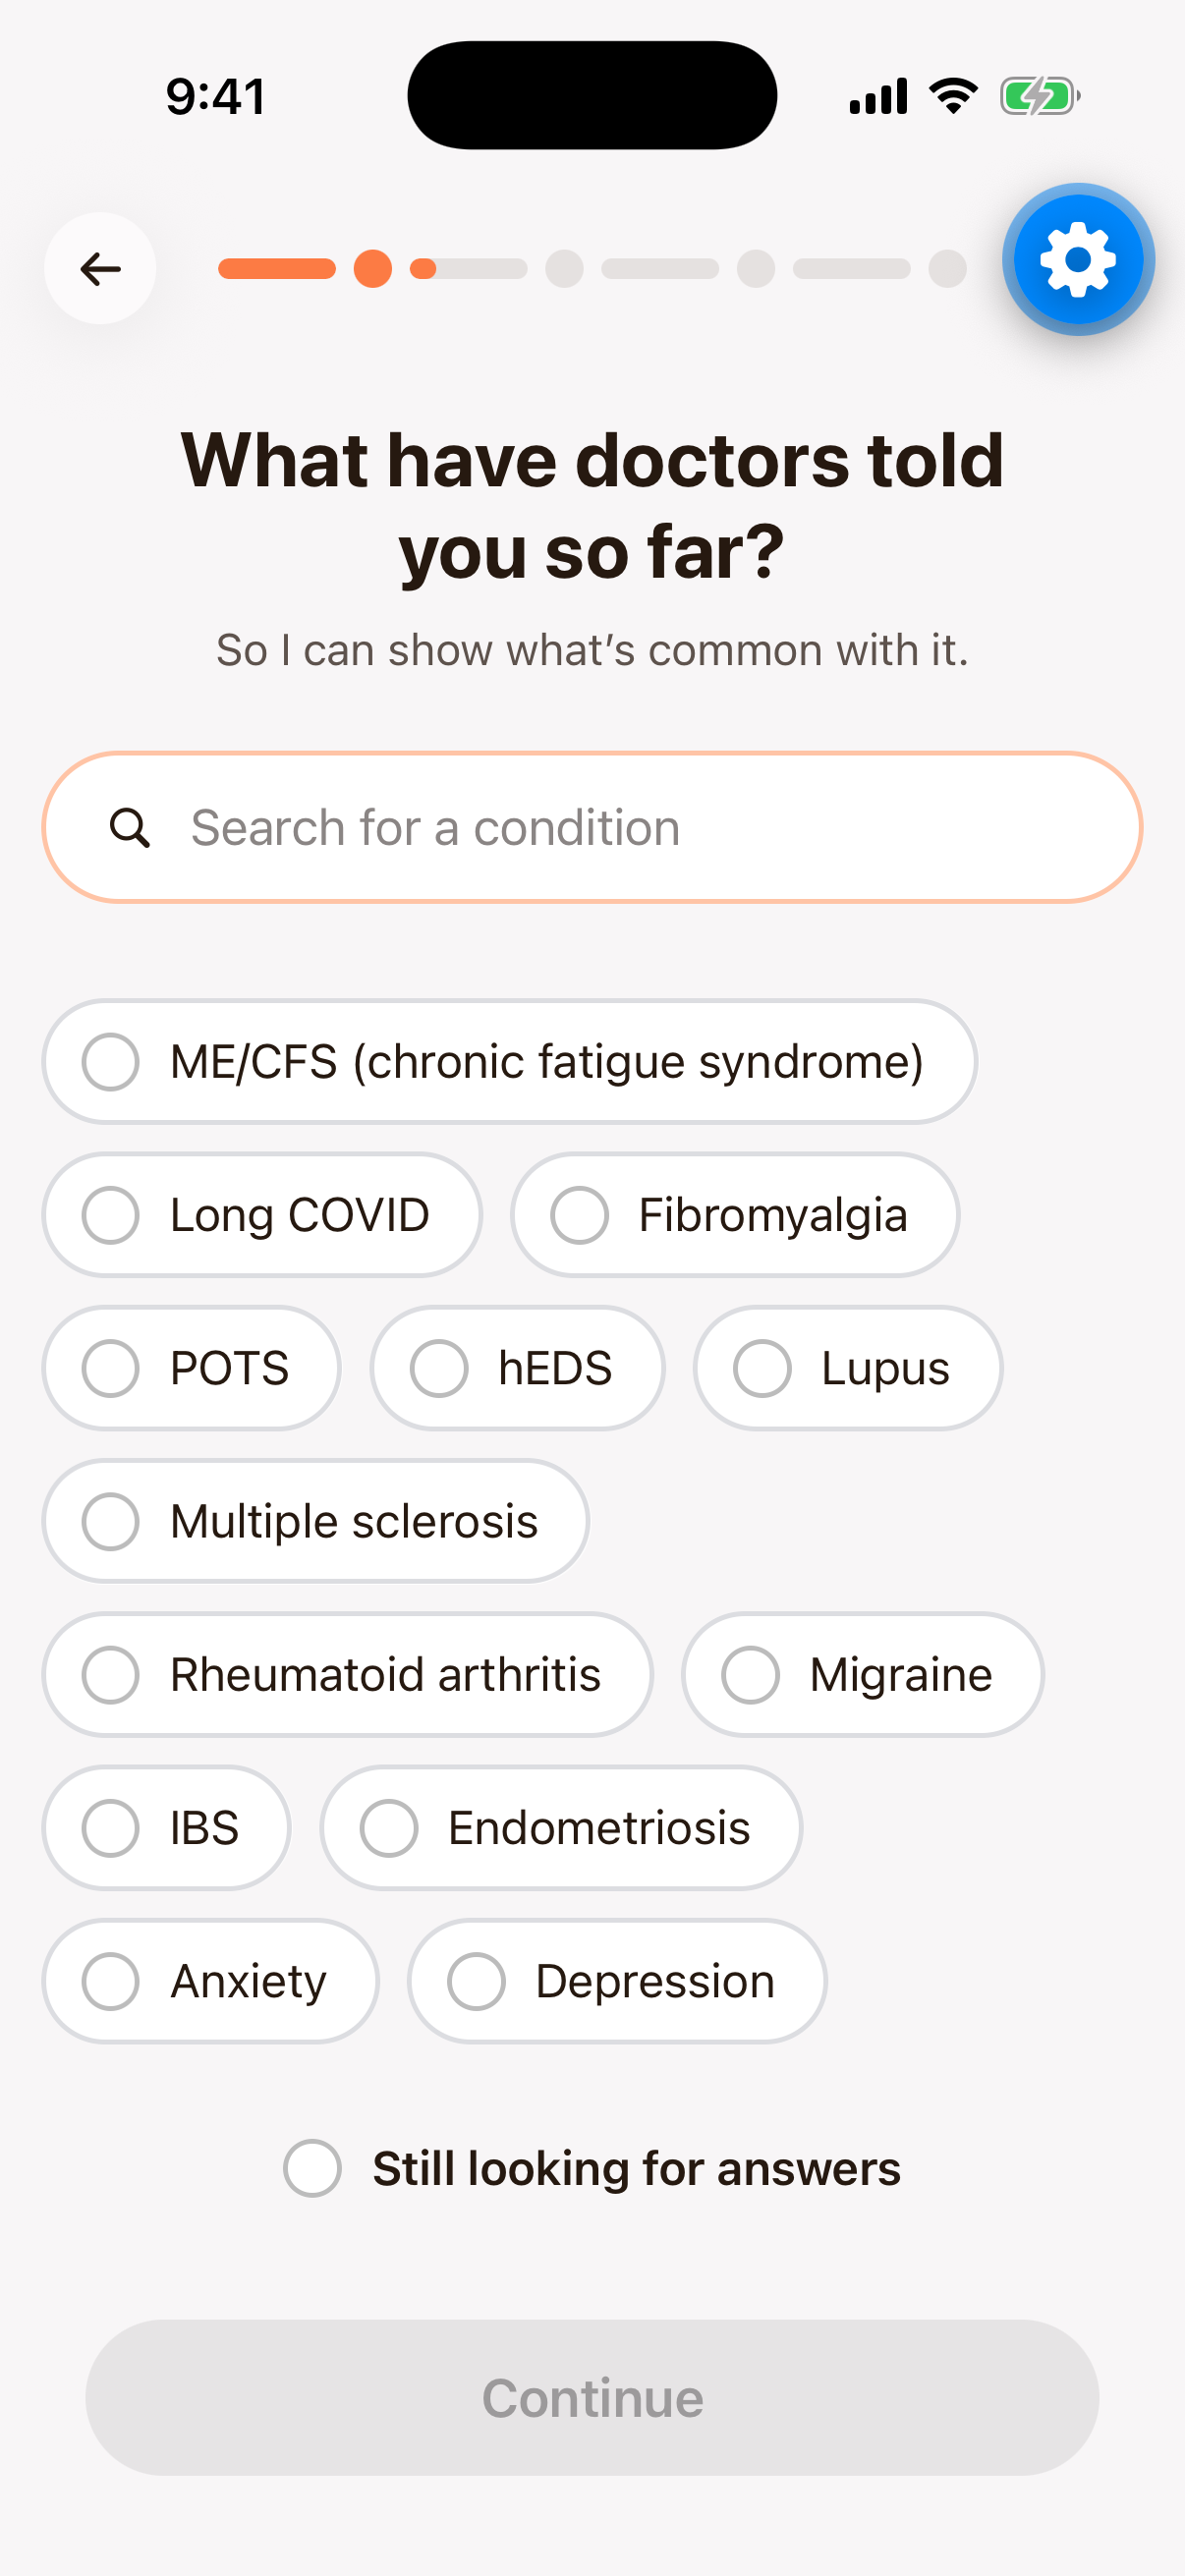 9:41
What have doctors told
you so far?
So I can show what’s common with it.
Search for a condition
ME/CFS (chronic fatigue syndrome)
Long COVID
Fibromyalgia
POTS
hEDS
Lupus
Multiple sclerosis
Rheumatoid arthritis
Migraine
IBS
Endometriosis
Anxiety
Depression
Still looking for answers
Continue